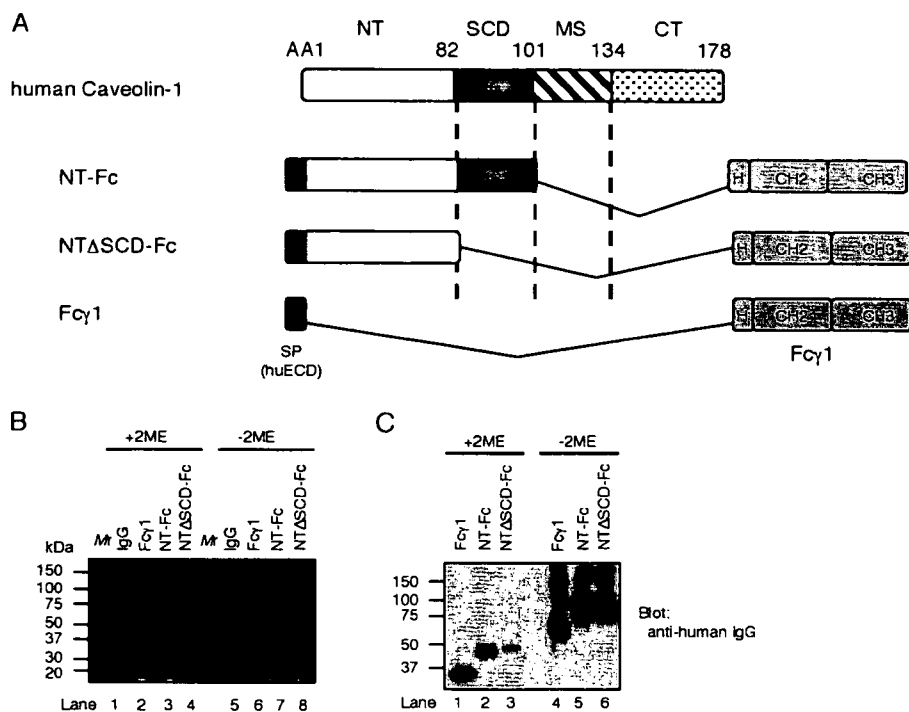 A
NT SCD MS CT
AA1 82 101 134 178
human Caveolin-1
NT-Fc H CH2 CH3
NTΔSCD-Fc H CH2 CH3
Fcγ1 H CH2 CH3
SP
(huECD)
Fcγ1
B
+2ME -2ME
Mr IgG Fcγ1 NT-Fc NTΔSCD-Fc Mr IgG Fcγ1 NT-Fc NTΔSCD-Fc
kDa
150
100
75
50
37
30
20
Lane 1 2 3 4 5 6 7 8
C
+2ME -2ME
Fcγ1 NT-Fc NTΔSCD-Fc Fcγ1 NT-Fc NTΔSCD-Fc
150
100
75
50
37
Blot:
anti-human IgG
Lane 1 2 3 4 5 6